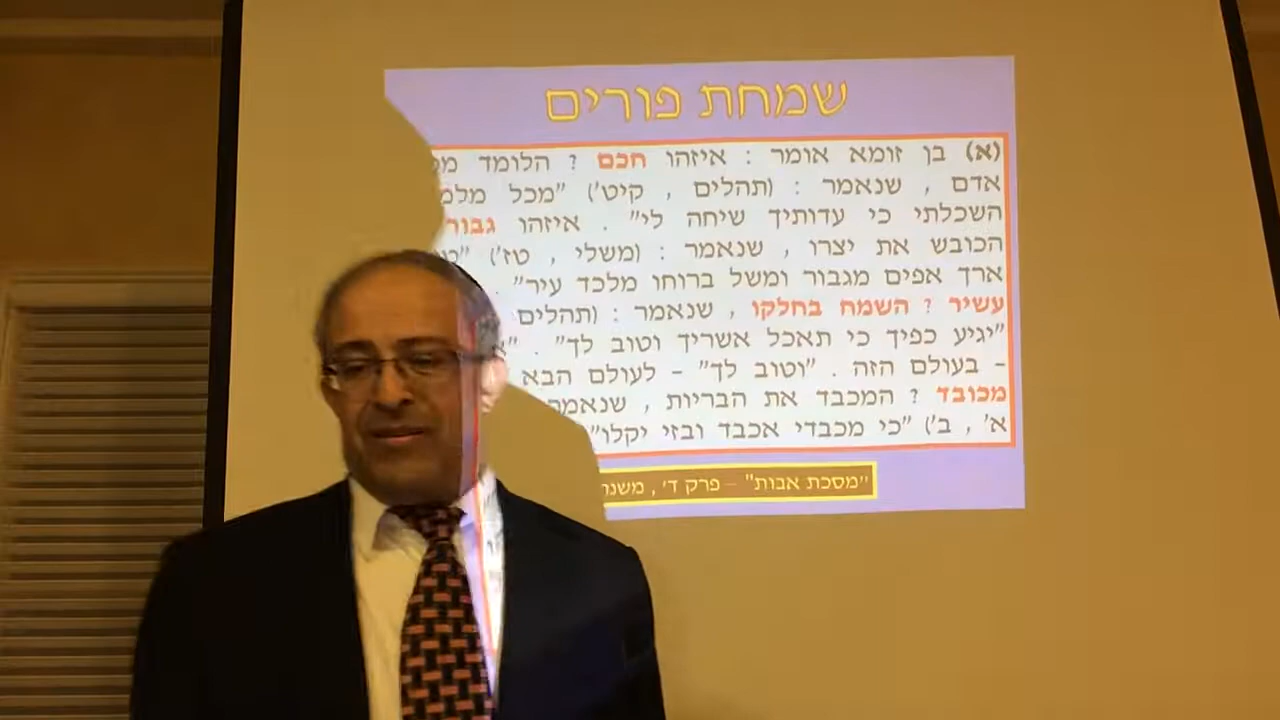 שמחת פורים
(א) בן זומא אומר : איזהו חכם ? הלומד
אדם , שנאמר : (תהלים , קיט') "מכל
השכלתי כי עדותיך שיחה לי" . איזהו גבור
הכובש את יצרו , שנאמר : (משלי , טז')
ארך אפים מגבור ומשל ברוחו מלכד עיר" .
עשיר ? השמח בחלקו , שנאמר : (תהלים
"יגיע כפיך כי תאכל אשריך וטוב לך" .
– בעולם הזה . "וטוב לך" – לעולם הבא
מכובד ? המכבד את הבריות , שנאמר
א' , ב') "כי מכבדי אכבד ובזי יקלו"
"מסכת אבות" – פרק ד' ,